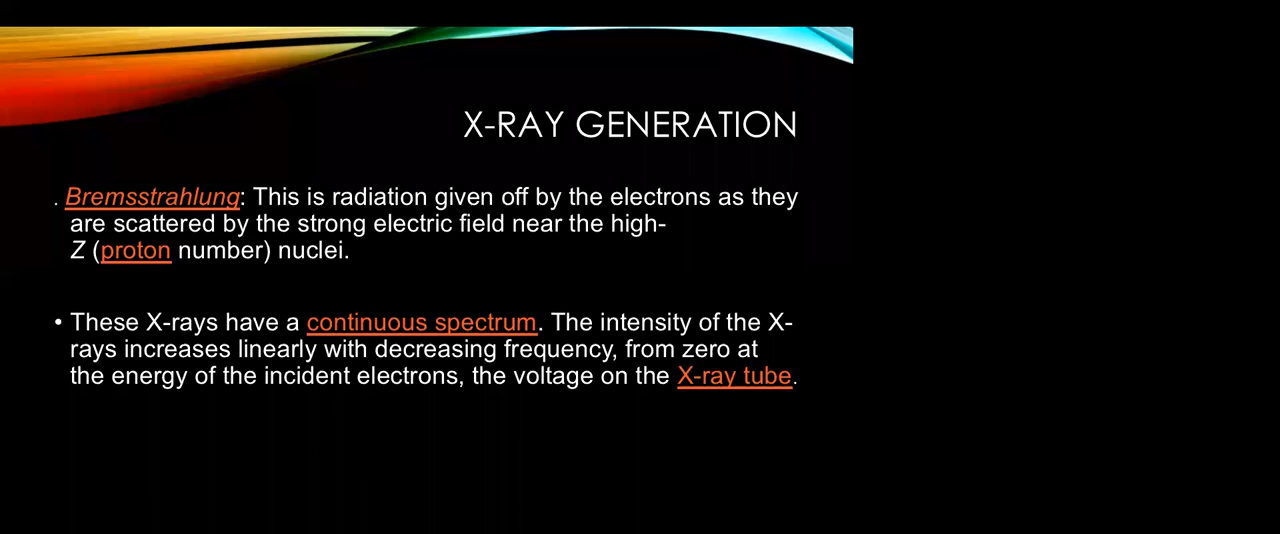 X-RAY GENERATION
. Bremsstrahlung: This is radiation given off by the electrons as they
are scattered by the strong electric field near the high-
Z (proton number) nuclei.
• These X-rays have a continuous spectrum. The intensity of the X-
rays increases linearly with decreasing frequency, from zero at
the energy of the incident electrons, the voltage on the X-ray tube.